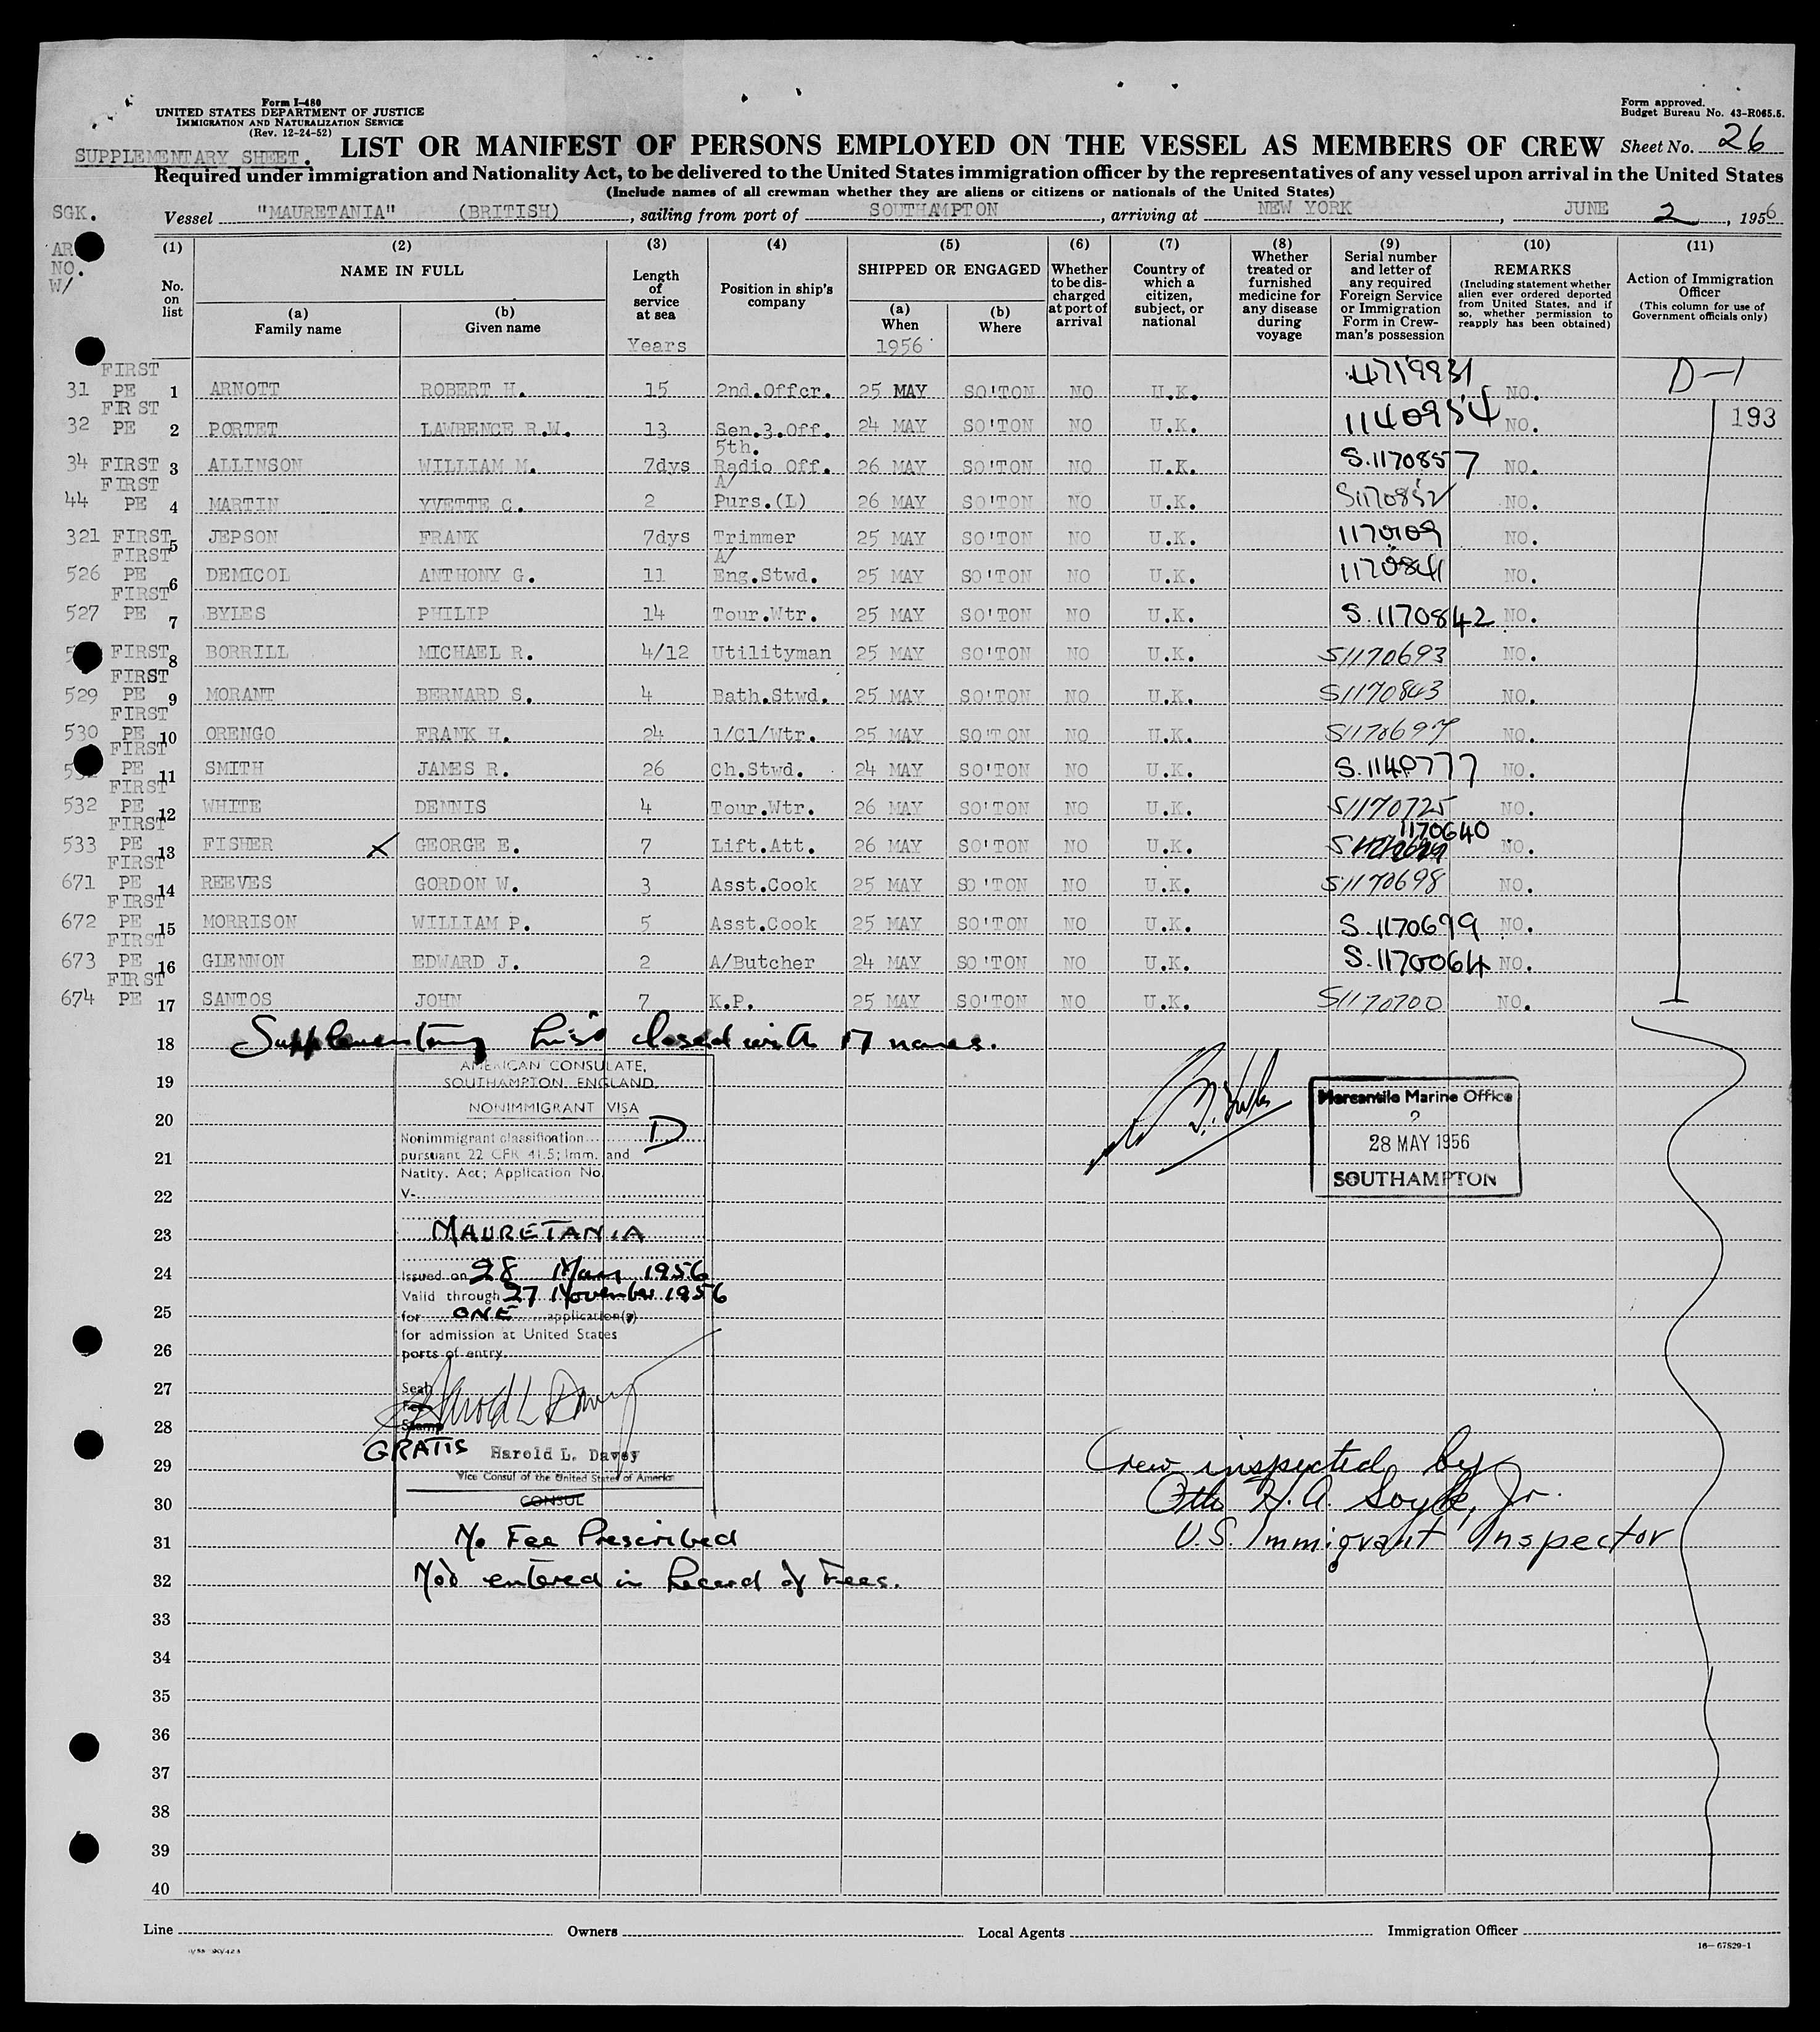 Form I-480
UNITED STATES DEPARTMENT OF JUSTICE
IMMIGRATION AND NATURALIZATION SERVICE
(Rev. 12-24-52)
Form approved.
Budget Bureau No. 43-R065.5.
SUPPLEMENTARY SHEET. LIST OR MANIFEST OF PERSONS EMPLOYED ON THE VESSEL AS MEMBERS OF CREW Sheet No. 26
Required under immigration and Nationality Act, to be delivered to the United States immigration officer by the representatives of any vessel upon arrival in the United States
(Include names of all crewman whether they are aliens or citizens or nationals of the United States)
SGK. Vessel "MAURETANIA" (BRITISH), sailing from port of SOUTHAMPTON, arriving at NEW YORK, JUNE 2, 1956
AR
NO.
W/
(1) No. on list
(2) NAME IN FULL
(a) Family name
(b) Given name
(3) Length of service at sea
Years
(4) Position in ship's company
(5) SHIPPED OR ENGAGED
(a) When
1956
(b) Where
(6) Whether to be discharged at port of arrival
(7) Country of which a citizen, subject, or national
(8) Whether treated or furnished medicine for any disease during voyage
(9) Serial number and letter of any required Foreign Service or Immigration Form in Crewman's possession
(10) REMARKS (Including statement whether alien ever ordered deported from United States, and if so, whether permission to reapply has been obtained)
(11) Action of Immigration Officer (This column for use of Government officials only)
31 FIRST PE 1 ARNOTT ROBERT H. 15 2nd.Offcr. 25 MAY SO'TON NO U.K. 4719931 NO. D-1
32 FIRST PE 2 PORTET LAWRENCE R.W. 13 Sen.3.Off. 24 MAY SO'TON NO U.K. 1140954 NO. 193
34 FIRST 3 ALLINSON WILLIAM M. 7dys 5th. Radio Off. 26 MAY SO'TON NO U.K. S.1170857 NO.
44 FIRST PE 4 MARTIN YVETTE C. 2 A/ Purs.(L) 26 MAY SO'TON NO U.K. S1170852 NO.
321 FIRST 5 JEPSON FRANK 7dys Trimmer 25 MAY SO'TON NO U.K. 1170109 NO.
526 FIRST PE 6 DEMICOL ANTHONY G. 11 A/ Eng.Stwd. 25 MAY SO'TON NO U.K. 1170841 NO.
527 FIRST PE 7 BYLES PHILIP 14 Tour.Wtr. 25 MAY SO'TON NO U.K. S.1170842 NO.
5 FIRST 8 BORRILL MICHAEL R. 4/12 Utilityman 25 MAY SO'TON NO U.K. S1170693 NO.
529 FIRST PE 9 MORANT BERNARD S. 4 Bath.Stwd. 25 MAY SO'TON NO U.K. S1170843 NO.
530 FIRST PE 10 ORENGO FRANK H. 24 1/Cl/Wtr. 25 MAY SO'TON NO U.K. S1170697 NO.
53 FIRST PE 11 SMITH JAMES R. 26 Ch.Stwd. 24 MAY SO'TON NO U.K. S.1140777 NO.
532 FIRST PE 12 WHITE DENNIS 4 Tour.Wtr. 26 MAY SO'TON NO U.K. S1170725 NO.
533 FIRST PE 13 FISHER X GEORGE E. 7 Lift.Att. 26 MAY SO'TON NO U.K. S 1170640 NO.
671 FIRST PE 14 REEVES GORDON W. 3 Asst.Cook 25 MAY SO'TON NO U.K. S1170698 NO.
672 FIRST PE 15 MORRISON WILLIAM P. 5 Asst.Cook 25 MAY SO'TON NO U.K. S.1170699 NO.
673 FIRST PE 16 GLENNON EDWARD J. 2 A/Butcher 24 MAY SO'TON NO U.K. S.1170064 NO.
674 FIRST PE 17 SANTOS JOHN 7 K.P. 25 MAY SO'TON NO U.K. S1170700 NO.
18 Supplementary List closed with 17 names.
AMERICAN CONSULATE,
19 SOUTHAMPTON, ENGLAND.
NONIMMIGRANT VISA
20
Nonimmigrant classification D
21 pursuant 22 CFR 41.5; Imm. and
Natity. Act; Application No.
22 V-
Mercantile Marine Office
2
28 MAY 1956
SOUTHAMPTON
23 MAURETANIA
24 Issued on 28 May 1956
Valid through 27 November 1956
25 for ONE application(s)
for admission at United States
26 ports of entry.
27 Seal
Fee
28 Stamp
Harold L Davey
GRATIS Harold L. Davey
29 Vice Consul of the United States of America
30 CONSUL
31 No Fee Prescribed
32 Not entered in Record of Fees.
Crew inspected by
Otto H.A. Soyke, Jr.
U.S. Immigrant Inspector
33
34
35
36
37
38
39
40
Line Owners Local Agents Immigration Officer
16—67829-1